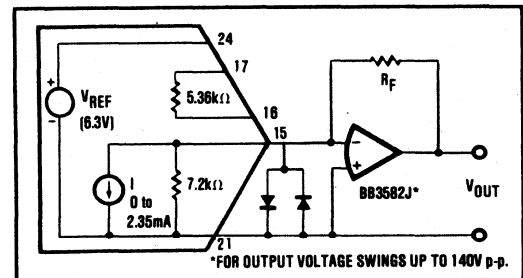 24
17
+
VREF
5.36kΩ
RF
−
(6.3V)
16
15
−
I
+
7.2kΩ
0 to
BB3582J*
VOUT
2.35mA
21
*FOR OUTPUT VOLTAGE SWINGS UP TO 140V p-p.